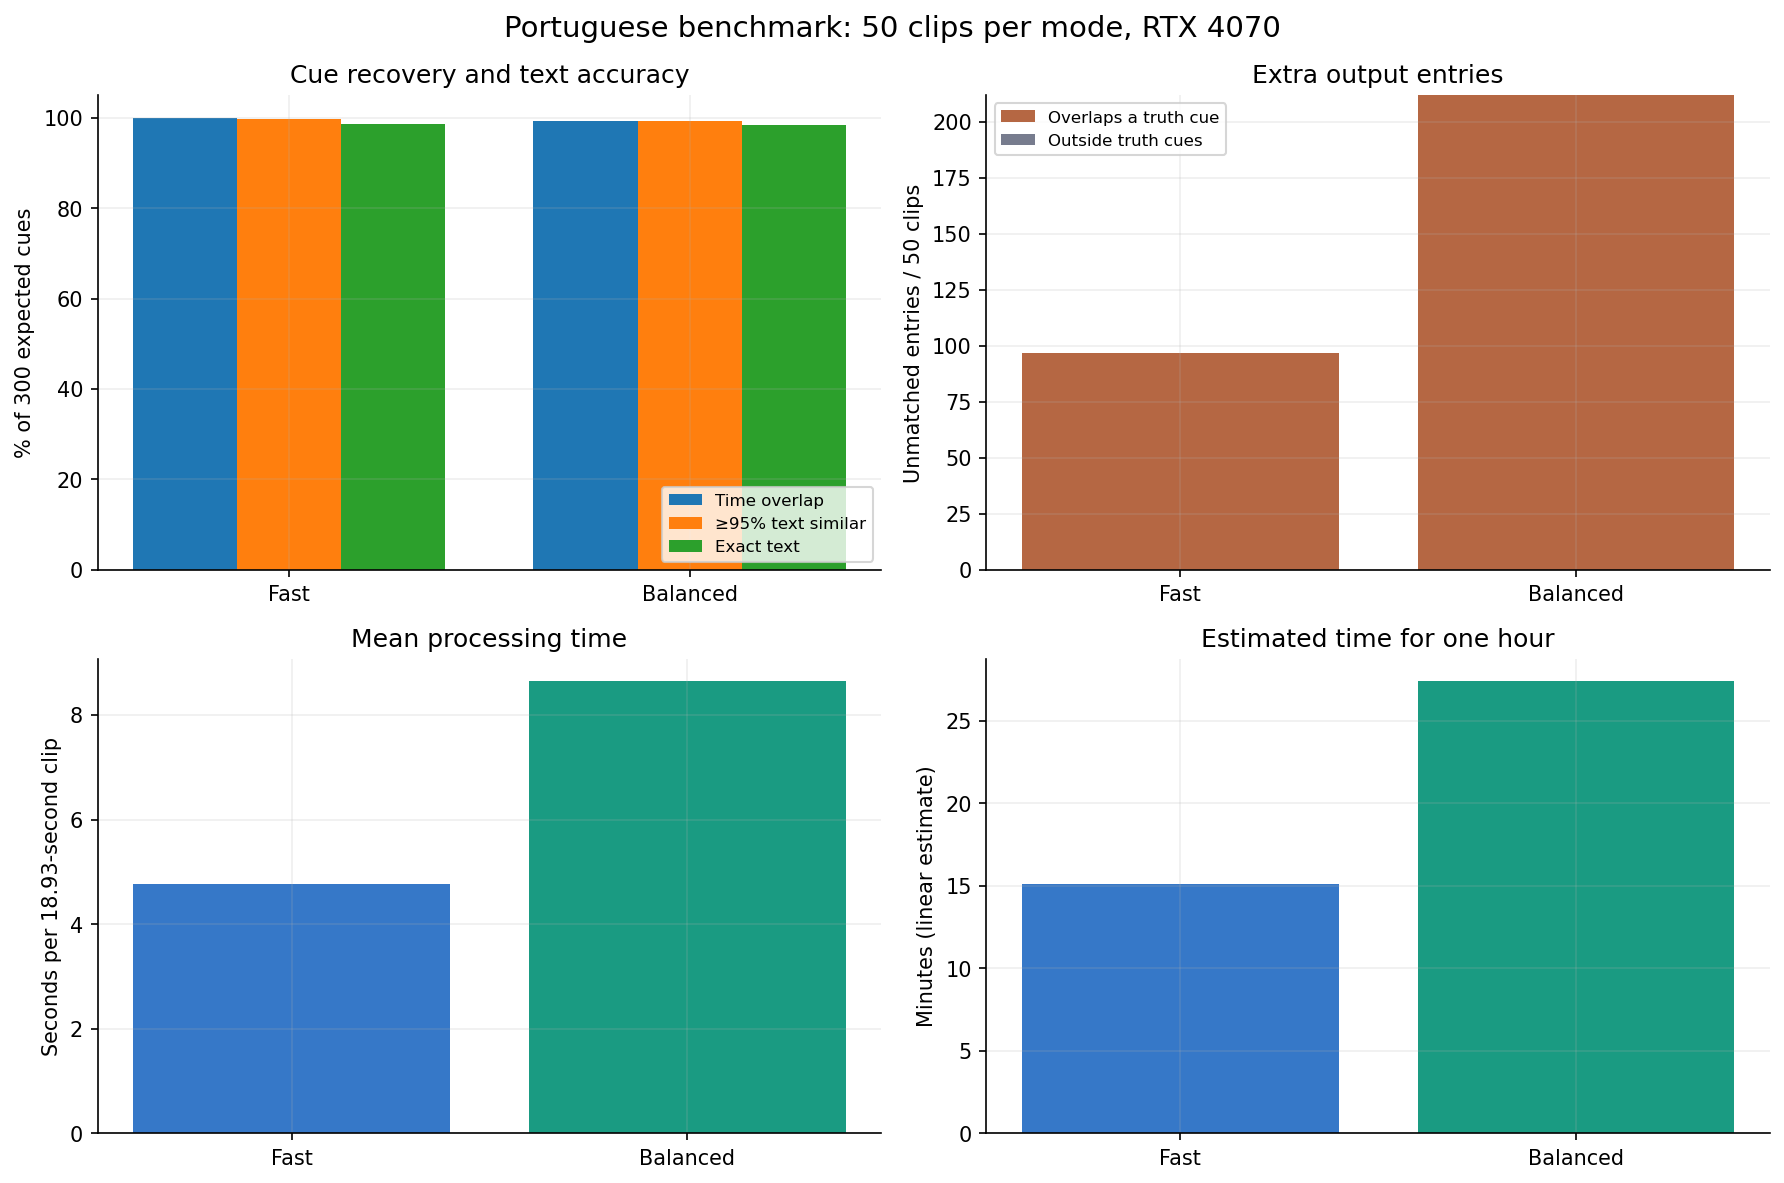 Portuguese benchmark: 50 clips per mode, RTX 4070
Cue recovery and text accuracy
% of 300 expected cues
100
80
60
40
20
0
Time overlap
≥95% text similar
Exact text
Fast
Balanced
Extra output entries
Unmatched entries / 50 clips
200
175
150
125
100
75
50
25
0
Overlaps a truth cue
Outside truth cues
Fast
Balanced
Mean processing time
Seconds per 18.93-second clip
8
6
4
2
0
Fast
Balanced
Estimated time for one hour
Minutes (linear estimate)
25
20
15
10
5
0
Fast
Balanced